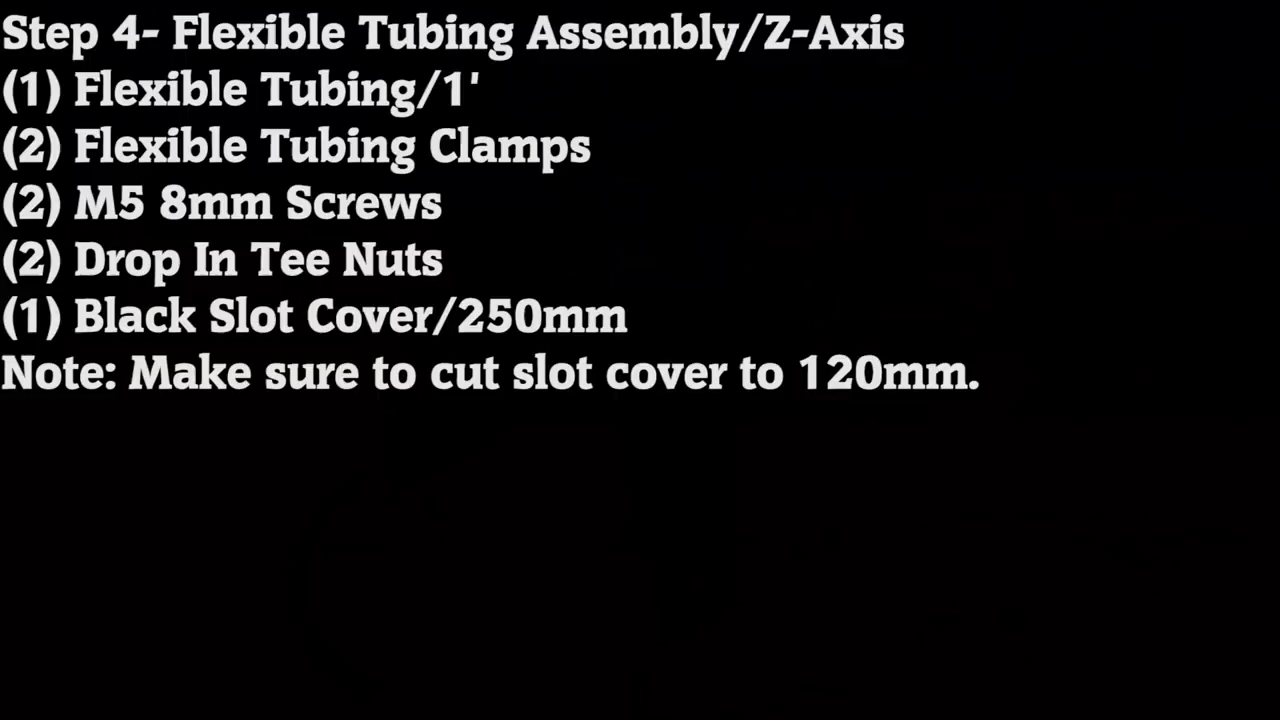 Step 4- Flexible Tubing Assembly/Z-Axis
(1) Flexible Tubing/1'
(2) Flexible Tubing Clamps
(2) M5 8mm Screws
(2) Drop In Tee Nuts
(1) Black Slot Cover/250mm
Note: Make sure to cut slot cover to 120mm.